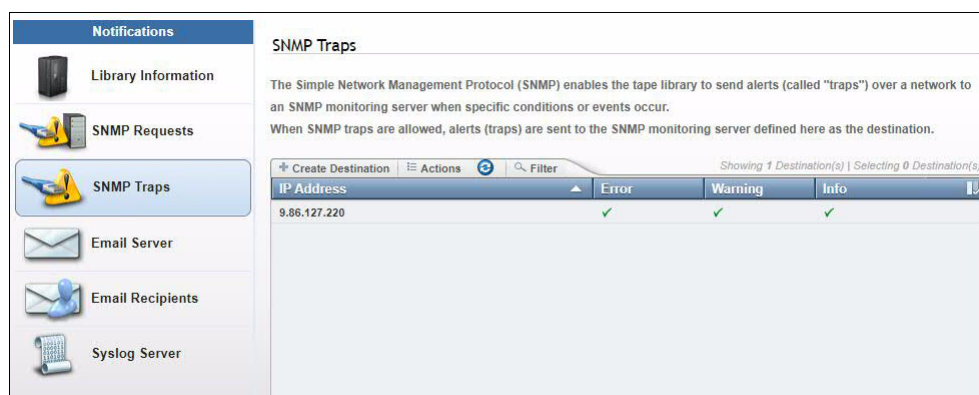 Notifications
Library Information
SNMP Requests
SNMP Traps
Email Server
Email Recipients
Syslog Server
SNMP Traps
The Simple Network Management Protocol (SNMP) enables the tape library to send alerts (called "traps") over a network to
an SNMP monitoring server when specific conditions or events occur.
When SNMP traps are allowed, alerts (traps) are sent to the SNMP monitoring server defined here as the destination.
Create Destination Actions Filter Showing 1 Destination(s) | Selecting 0 Destination(s)
IP Address Error Warning Info
9.86.127.220